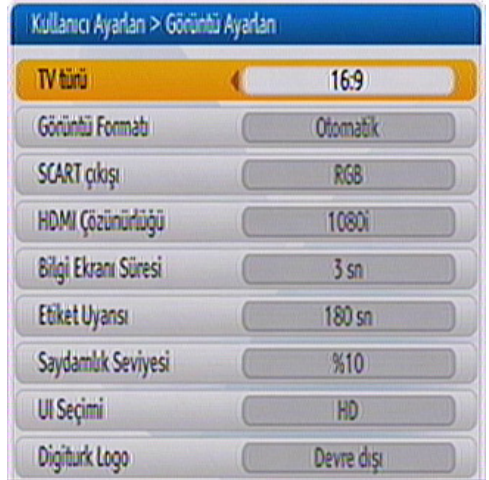 Kullanıcı Ayarları > Görüntü Ayarları
TV türü 16:9
Görüntü Formatı Otomatik
SCART çıkışı RGB
HDMI Çözünürlüğü 1080i
Bilgi Ekranı Süresi 3 sn
Etiket Uyarısı 180 sn
Saydamlık Seviyesi %10
UI Seçimi HD
Digiturk Logo Devre dışı